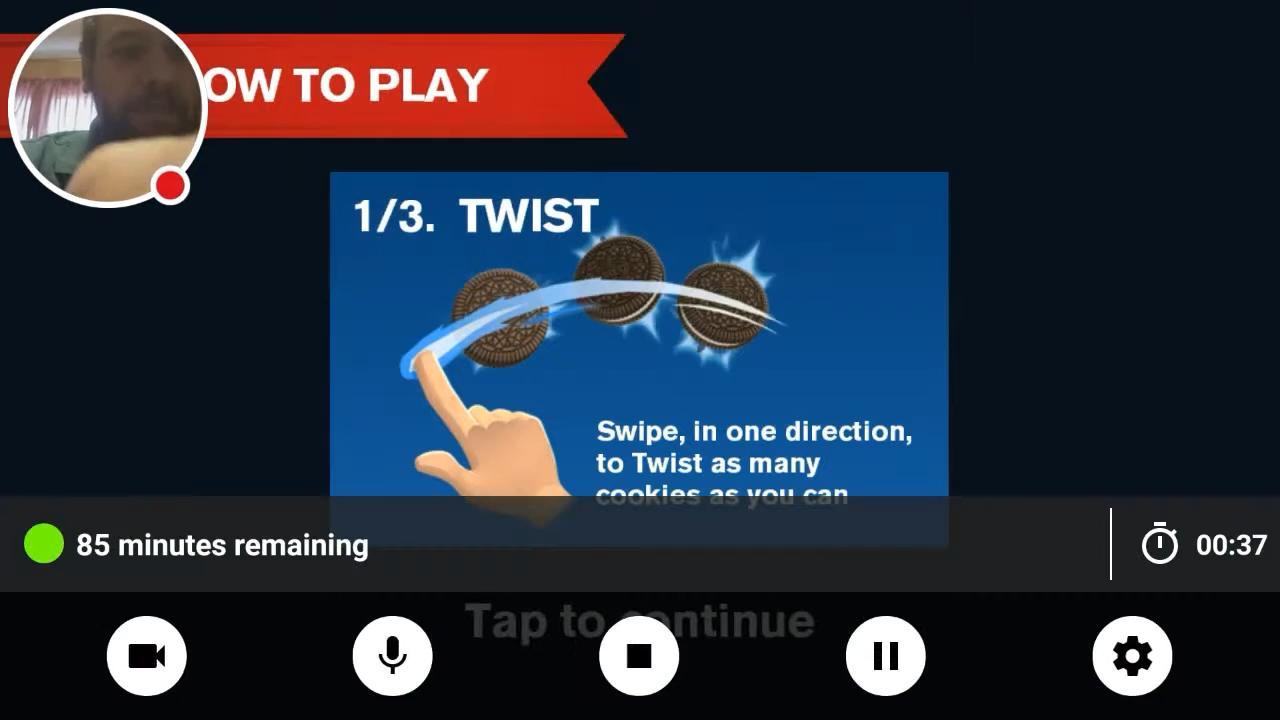 OW TO PLAY
1/3. TWIST
Swipe, in one direction,
to Twist as many
cookies as you can
85 minutes remaining
00:37
Tap to continue